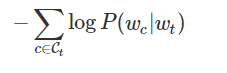 $-\sum_{c \in \mathcal{C}_t} \log P(w_c|w_t)$